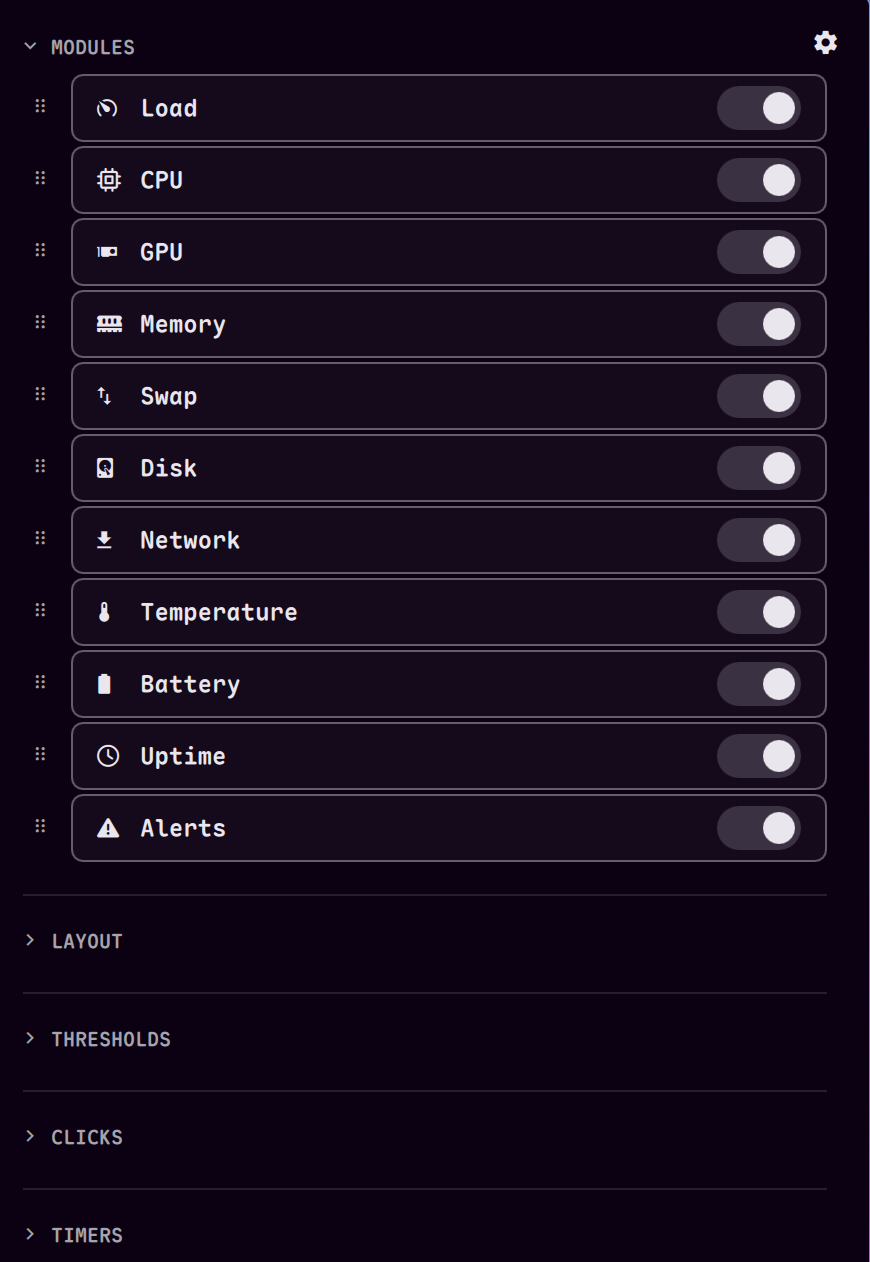 MODULES
Load
CPU
GPU
Memory
Swap
Disk
Network
Temperature
Battery
Uptime
Alerts
LAYOUT
THRESHOLDS
CLICKS
TIMERS